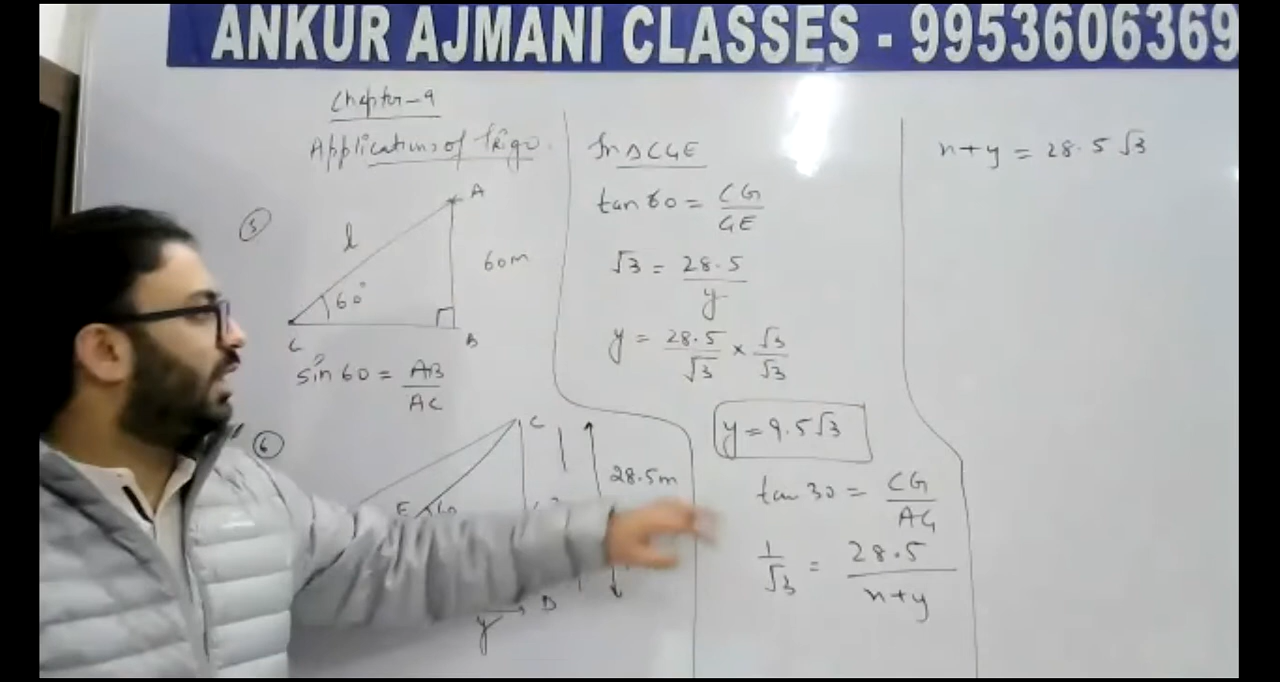 ANKUR AJMANI CLASSES - 9953606369
Chapter-9
Applications of Trigo.
5
A
l
60m
60°
C
B
sin 60 = AB/AC
6
C
28.5m
E
60
D
y
In ΔCGE
tan 60 = CG/GE
√3 = 28.5/y
y = 28.5/√3 × √3/√3
y = 9.5√3
tan 30 = CG/AG
1/√3 = 28.5/x+y
x+y = 28.5√3